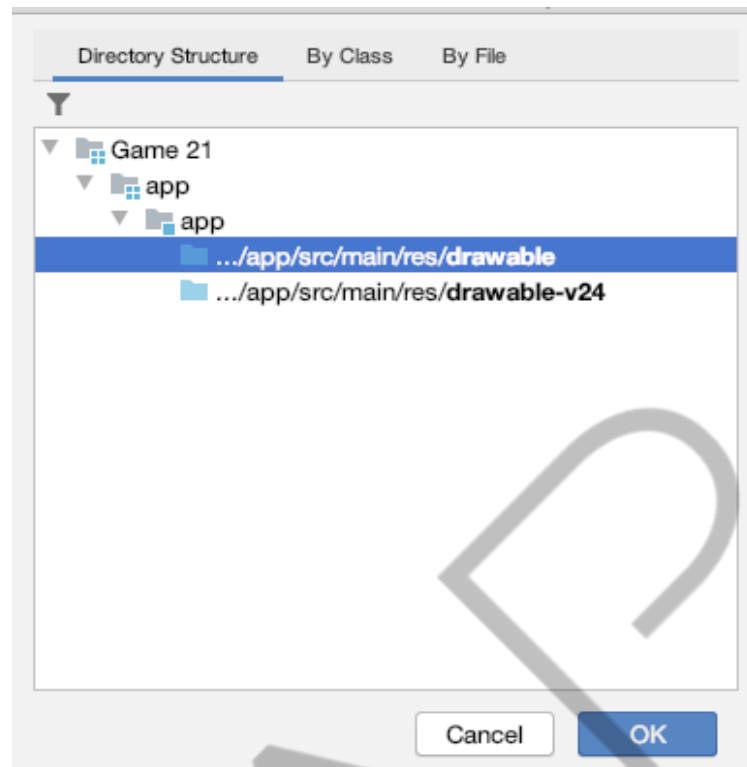 Directory Structure By Class By File
Game 21
app
app
.../app/src/main/res/drawable
.../app/src/main/res/drawable-v24
Cancel OK